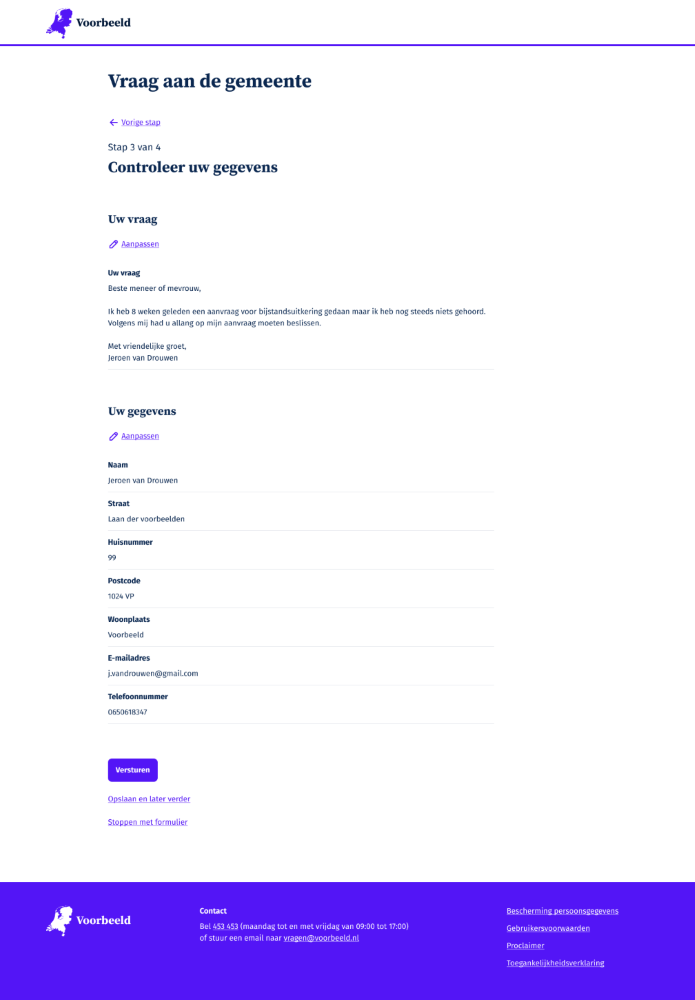 Voorbeeld
Vraag aan de gemeente
Vorige stap
Stap 3 van 4
Controleer uw gegevens
Uw vraag
Aanpassen
Uw vraag
Beste meneer of mevrouw,
Ik heb 8 weken geleden een aanvraag voor bijstandsuitkering gedaan maar ik heb nog steeds niets gehoord.
Volgens mij had u allang op mijn aanvraag moeten beslissen.
Met vriendelijke groet,
Jeroen van Drouwen
Uw gegevens
Aanpassen
Naam
Jeroen van Drouwen
Straat
Laan der voorbeelden
Huisnummer
99
Postcode
1024 VP
Woonplaats
Voorbeeld
E-mailadres
j.vandrouwen@gmail.com
Telefoonnummer
0650618347
Versturen
Opslaan en later verder
Stoppen met formulier
Voorbeeld
Contact
Bel 453 453 (maandag tot en met vrijdag van 09:00 tot 17:00)
of stuur een email naar vragen@voorbeeld.nl
Bescherming persoonsgegevens
Gebruikersvoorwaarden
Proclaimer
Toegankelijkheidsverklaring